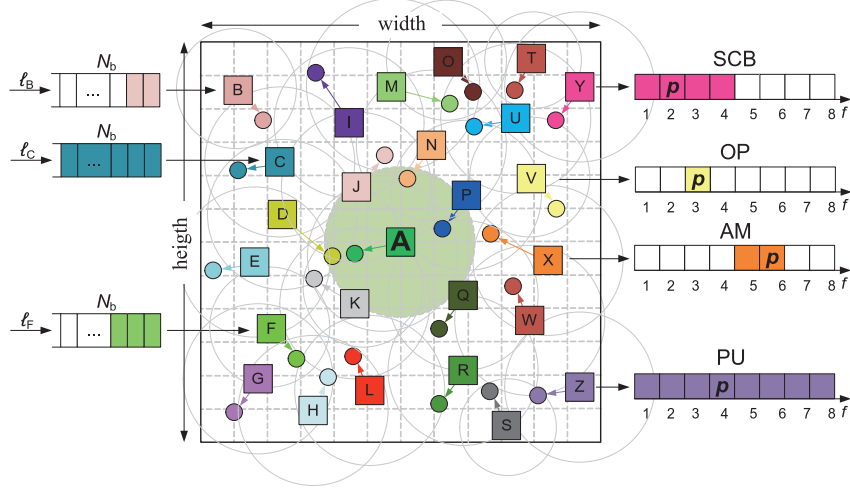 width
heigth
ℓB
Nb
...
ℓC
Nb
...
ℓF
Nb
...
B
I
M
O
T
Y
U
N
C
J
P
V
D
A
E
X
K
Q
W
F
G
H
L
R
Z
S
SCB
p
1 2 3 4 5 6 7 8 f
OP
p
1 2 3 4 5 6 7 8 f
AM
p
1 2 3 4 5 6 7 8 f
PU
p
1 2 3 4 5 6 7 8 f